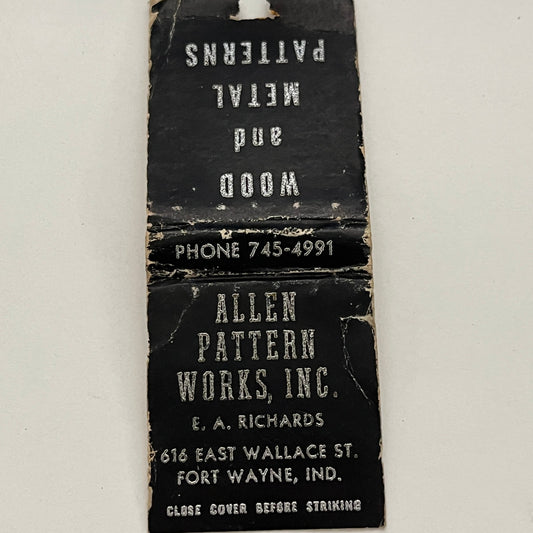 WOOD
and
METAL
PATTERNS
PHONE 745-4991
ALLEN
PATTERN
WORKS, INC.
E. A. RICHARDS
616 EAST WALLACE ST.
FORT WAYNE, IND.
CLOSE COVER BEFORE STRIKING